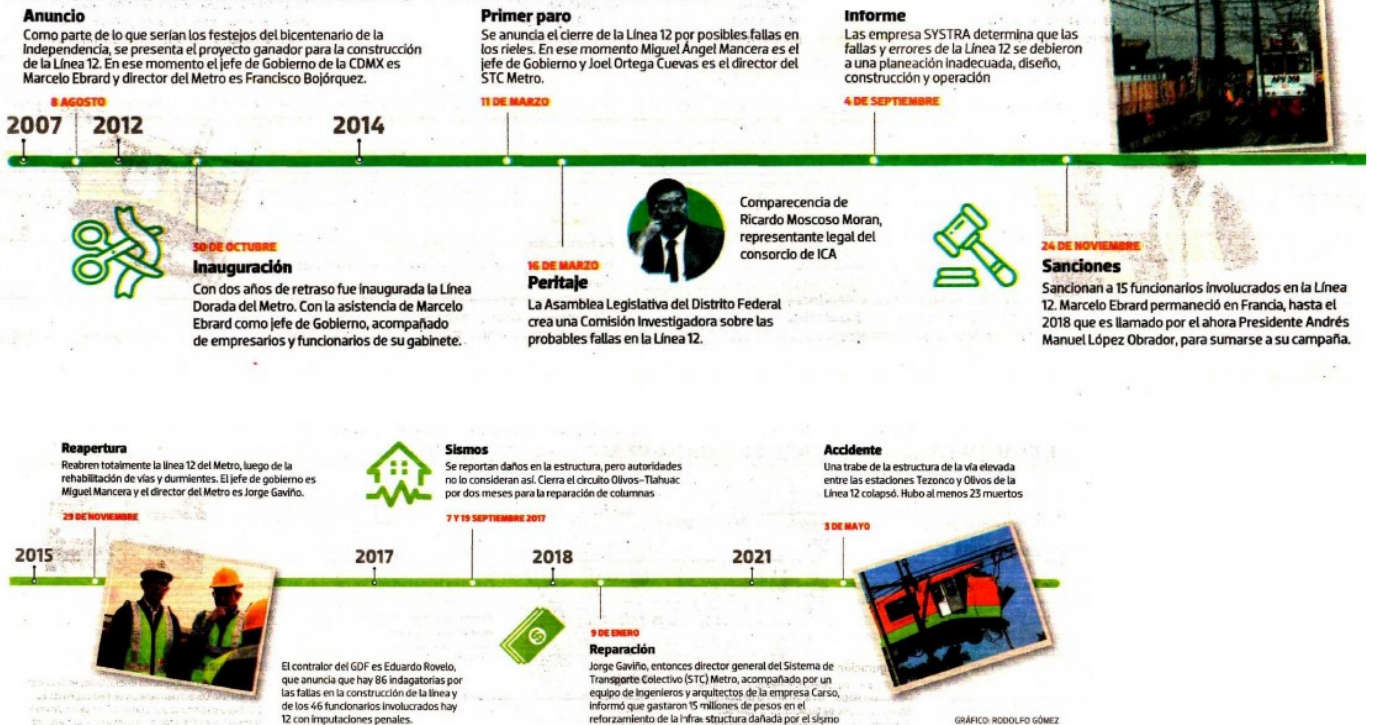 Anuncio
Como parte de lo que serían los festejos del bicentenario de la
Independencia, se presenta el proyecto ganador para la construcción
de la Línea 12. En ese momento el jefe de Gobierno de la CDMX es
Marcelo Ebrard y director del Metro es Francisco Bojórquez.
8 AGOSTO
Primer paro
Se anuncia el cierre de la Línea 12 por posibles fallas en
los rieles. En ese momento Miguel Ángel Mancera es el
jefe de Gobierno y Joel Ortega Cuevas es el director del
STC Metro.
11 DE MARZO
Informe
Las empresa SYSTRA determina que las
fallas y errores de la Línea 12 se debieron
a una planeación inadecuada, diseño,
construcción y operación
4 DE SEPTIEMBRE
2007 2012 2014
30 DE OCTUBRE
Inauguración
Con dos años de retraso fue inaugurada la Línea
Dorada del Metro. Con la asistencia de Marcelo
Ebrard como jefe de Gobierno, acompañado
de empresarios y funcionarios de su gabinete.
16 DE MARZO
Peritaje
La Asamblea Legislativa del Distrito Federal
crea una Comisión Investigadora sobre las
probables fallas en la Línea 12.
Comparecencia de
Ricardo Moscoso Moran,
representante legal del
consorcio de ICA
24 DE NOVIEMBRE
Sanciones
Sancionan a 15 funcionarios involucrados en la Línea
12. Marcelo Ebrard permaneció en Francia, hasta el
2018 que es llamado por el ahora Presidente Andrés
Manuel López Obrador, para sumarse a su campaña.
Reapertura
Reabren totalmente la línea 12 del Metro, luego de la
rehabilitación de vías y durmientes. El jefe de gobierno es
Miguel Mancera y el director del Metro es Jorge Gaviño.
29 DE NOVIEMBRE
Sismos
Se reportan daños en la estructura, pero autoridades
no lo consideran así. Cierra el circuito Olivos-Tlahuac
por dos meses para la reparación de columnas
7 Y 19 SEPTIEMBRE 2017
Accidente
Una trabe de la estructura de la vía elevada
entre las estaciones Tezonco y Olivos de la
Línea 12 colapsó. Hubo al menos 23 muertos
3 DE MAYO
2015 2017 2018 2021
El contralor del GDF es Eduardo Rovelo,
que anuncia que hay 86 indagatorias por
las fallas en la construcción de la línea y
de los 46 funcionarios involucrados hay
12 con imputaciones penales.
9 DE ENERO
Reparación
Jorge Gaviño, entonces director general del Sistema de
Transporte Colectivo (STC) Metro, acompañado por un
equipo de ingenieros y arquitectos de la empresa Carso,
informó que gastaron 15 millones de pesos en el
reforzamiento de la infraestructura dañada por el sismo
GRÁFICO: RODOLFO GÓMEZ